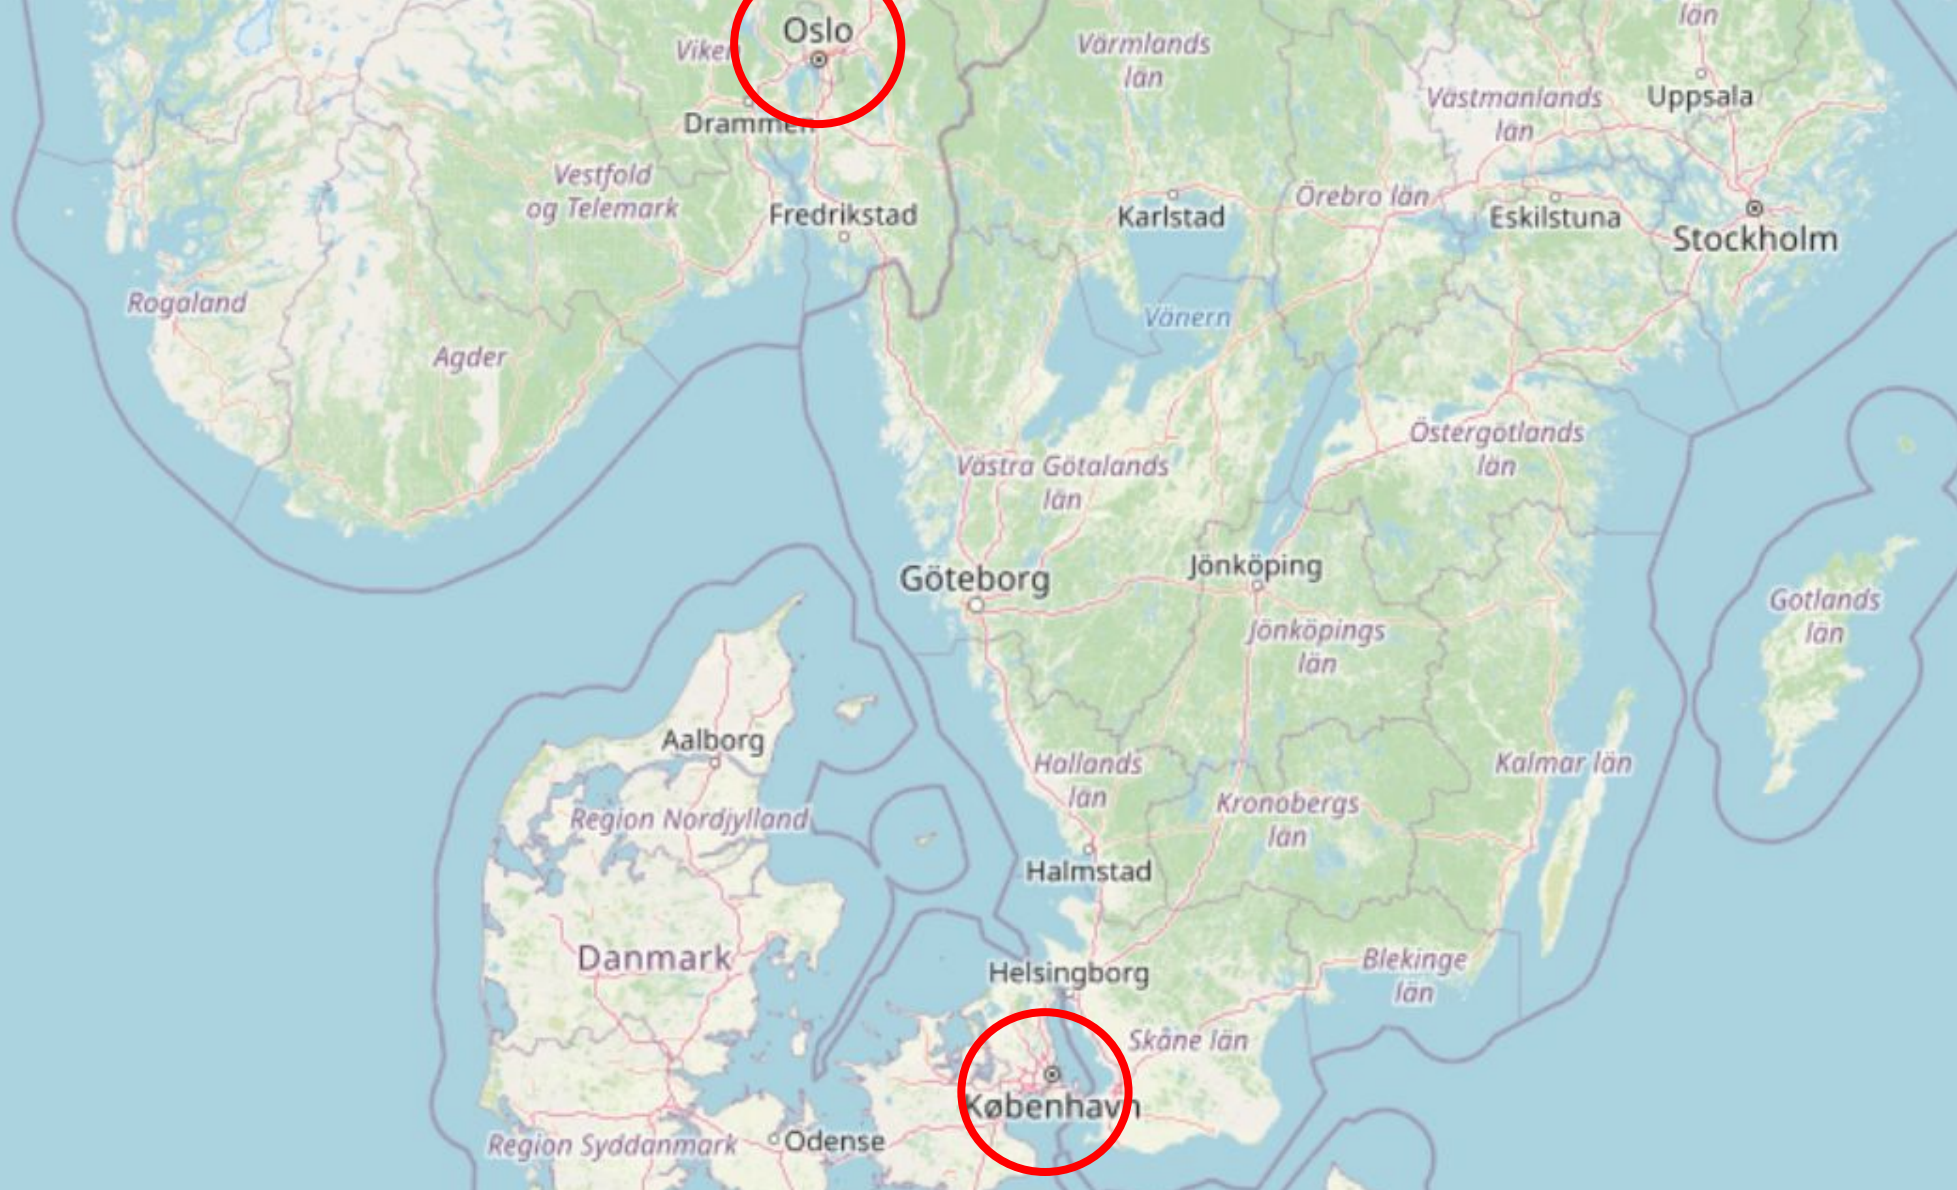 Oslo
län
Viken
Värmlands
län
Västmanlands
län
Uppsala
Drammen
Vestfold
og Telemark
Fredrikstad
Karlstad
Örebro län
Eskilstuna
Stockholm
Rogaland
Vänern
Agder
Östergötlands
län
Västra Götalands
län
Göteborg
Jönköping
Gotlands
län
Jönköpings
län
Aalborg
Hallands
län
Kalmar län
Region Nordjylland
Kronobergs
län
Halmstad
Danmark
Helsingborg
Blekinge
län
Skåne län
København
Region Syddanmark
Odense